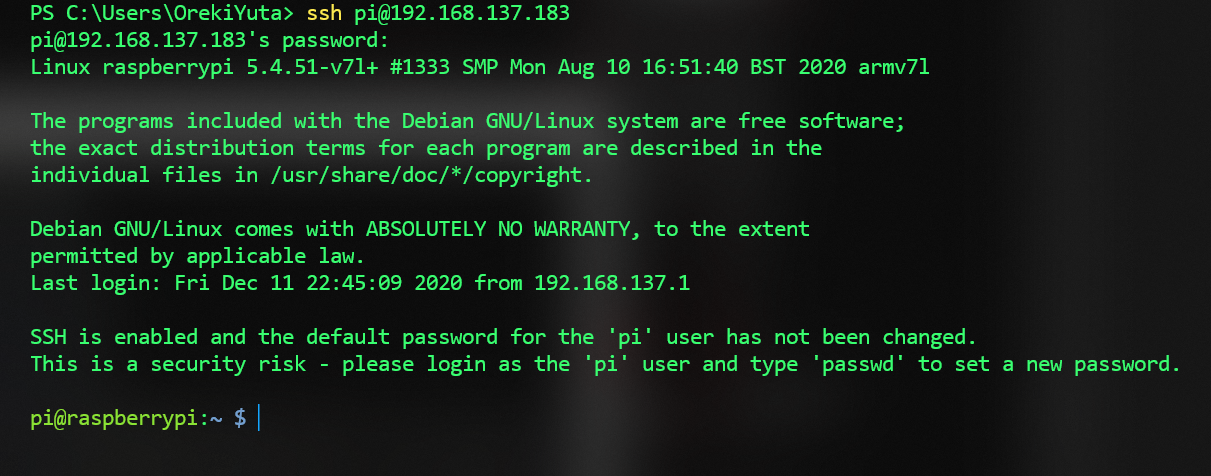 PS C:\Users\OrekiYuta> ssh pi@192.168.137.183
pi@192.168.137.183's password:
Linux raspberrypi 5.4.51-v7l+ #1333 SMP Mon Aug 10 16:51:40 BST 2020 armv7l
The programs included with the Debian GNU/Linux system are free software;
the exact distribution terms for each program are described in the
individual files in /usr/share/doc/*/copyright.
Debian GNU/Linux comes with ABSOLUTELY NO WARRANTY, to the extent
permitted by applicable law.
Last login: Fri Dec 11 22:45:09 2020 from 192.168.137.1
SSH is enabled and the default password for the 'pi' user has not been changed.
This is a security risk - please login as the 'pi' user and type 'passwd' to set a new password.
pi@raspberrypi:~ $